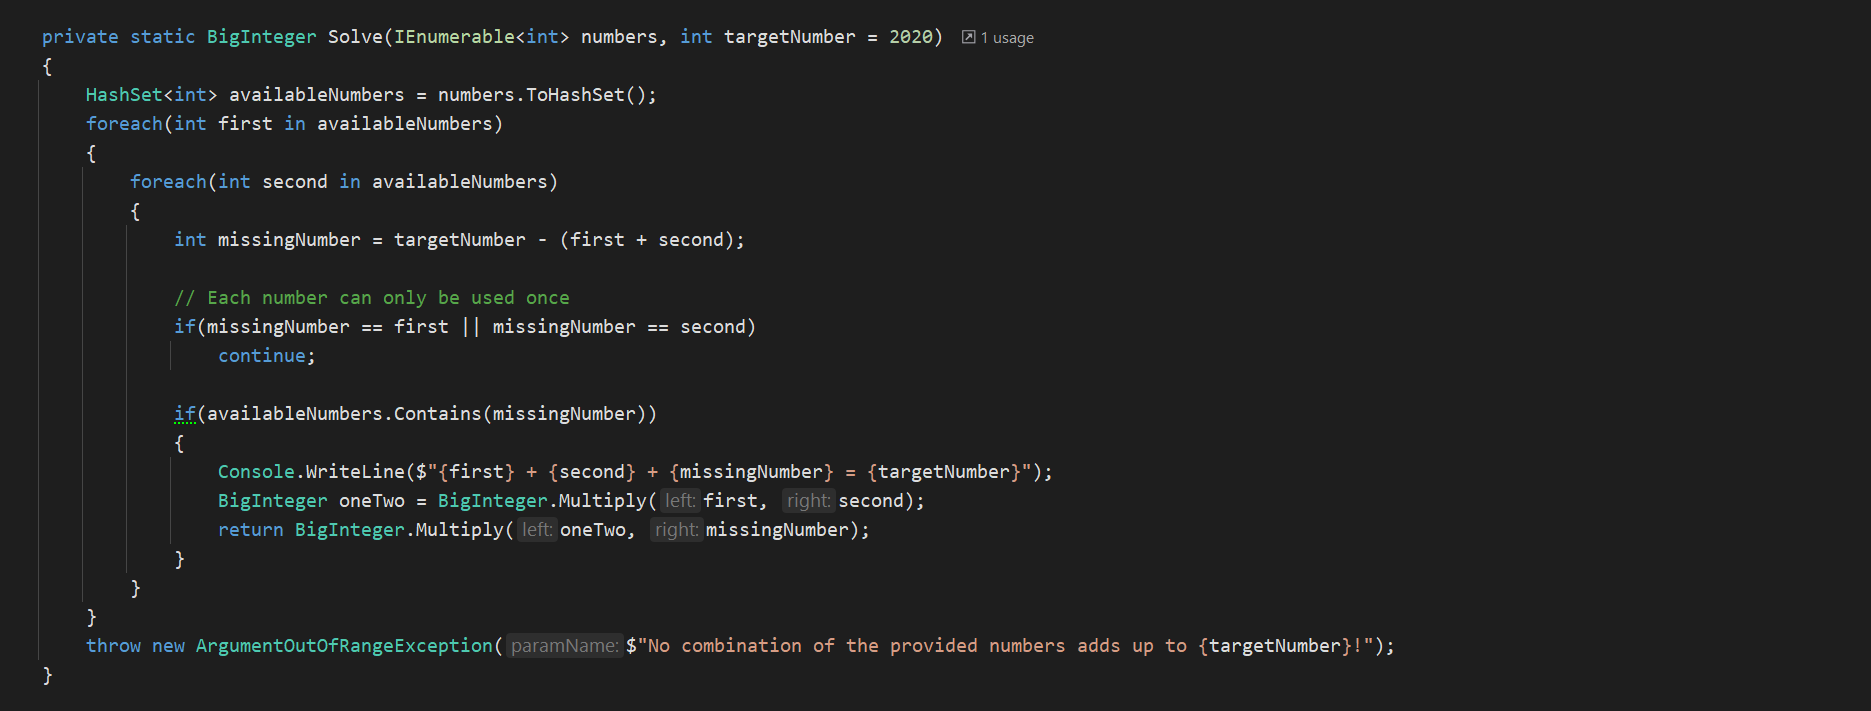 private static BigInteger Solve(IEnumerable<int> numbers, int targetNumber = 2020) 1 usage
{
    HashSet<int> availableNumbers = numbers.ToHashSet();
    foreach(int first in availableNumbers)
    {
        foreach(int second in availableNumbers)
        {
            int missingNumber = targetNumber - (first + second);

            // Each number can only be used once
            if(missingNumber == first || missingNumber == second)
                continue;

            if(availableNumbers.Contains(missingNumber))
            {
                Console.WriteLine($"{first} + {second} + {missingNumber} = {targetNumber}");
                BigInteger oneTwo = BigInteger.Multiply( left: first, right: second);
                return BigInteger.Multiply( left: oneTwo, right: missingNumber);
            }
        }
    }
    throw new ArgumentOutOfRangeException( paramName: $"No combination of the provided numbers adds up to {targetNumber}!");
}